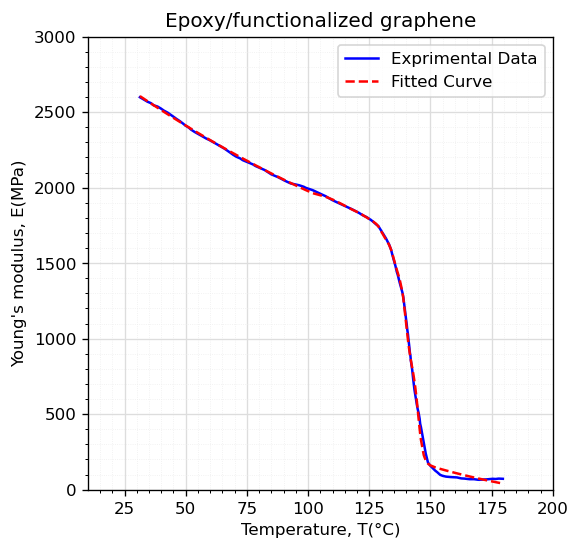 Epoxy/functionalized graphene
Exprimental Data
Fitted Curve
Young's modulus, E(MPa)
3000
2500
2000
1500
1000
500
0
25 50 75 100 125 150 175 200
Temperature, T(°C)